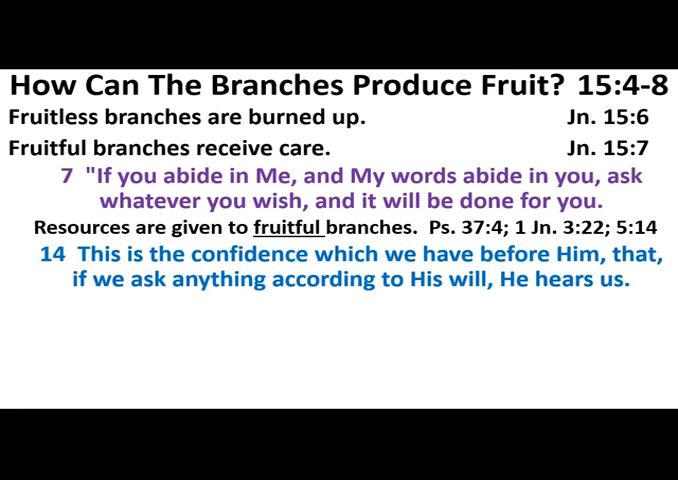 How Can The Branches Produce Fruit? 15:4-8
Fruitless branches are burned up. Jn. 15:6
Fruitful branches receive care. Jn. 15:7
7 "If you abide in Me, and My words abide in you, ask
whatever you wish, and it will be done for you.
Resources are given to fruitful branches. Ps. 37:4; 1 Jn. 3:22; 5:14
14 This is the confidence which we have before Him, that,
if we ask anything according to His will, He hears us.